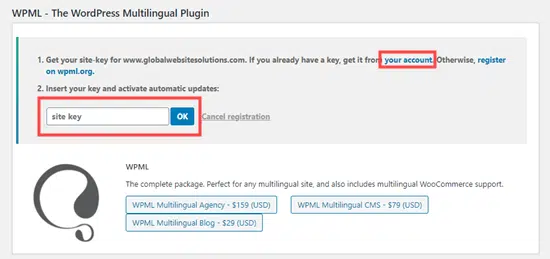 WPML - The WordPress Multilingual Plugin
1. Get your site-key for www.globalwebsitesolutions.com. If you already have a key, get it from your account. Otherwise, register
on wpml.org.
2. Insert your key and activate automatic updates:
site key
OK
Cancel registration
WPML
The complete package. Perfect for any multilingual site, and also includes multilingual WooCommerce support.
WPML Multilingual Agency - $159 (USD)
WPML Multilingual CMS - $79 (USD)
WPML Multilingual Blog - $29 (USD)